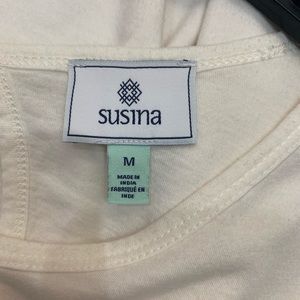 susina
M
MADE IN
INDIA
FABRIQUÉ EN
INDE